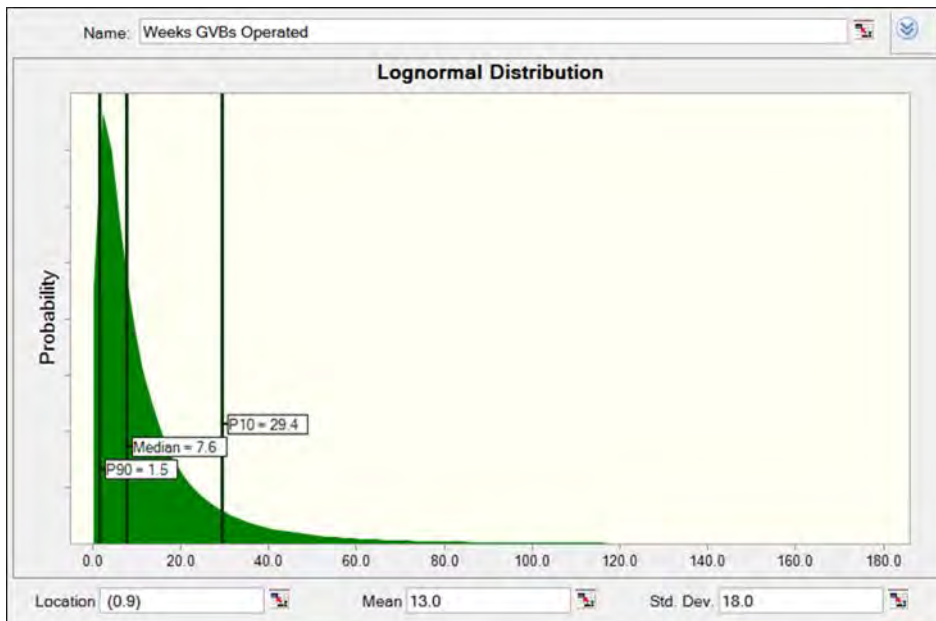 Name: Weeks GVBs Operated
Lognormal Distribution
Probability
P10 = 29.4
Median = 7.6
P90 = 1.5
0.0 20.0 40.0 60.0 80.0 100.0 120.0 140.0 160.0 180.0
Location (0.9) Mean 13.0 Std. Dev. 18.0